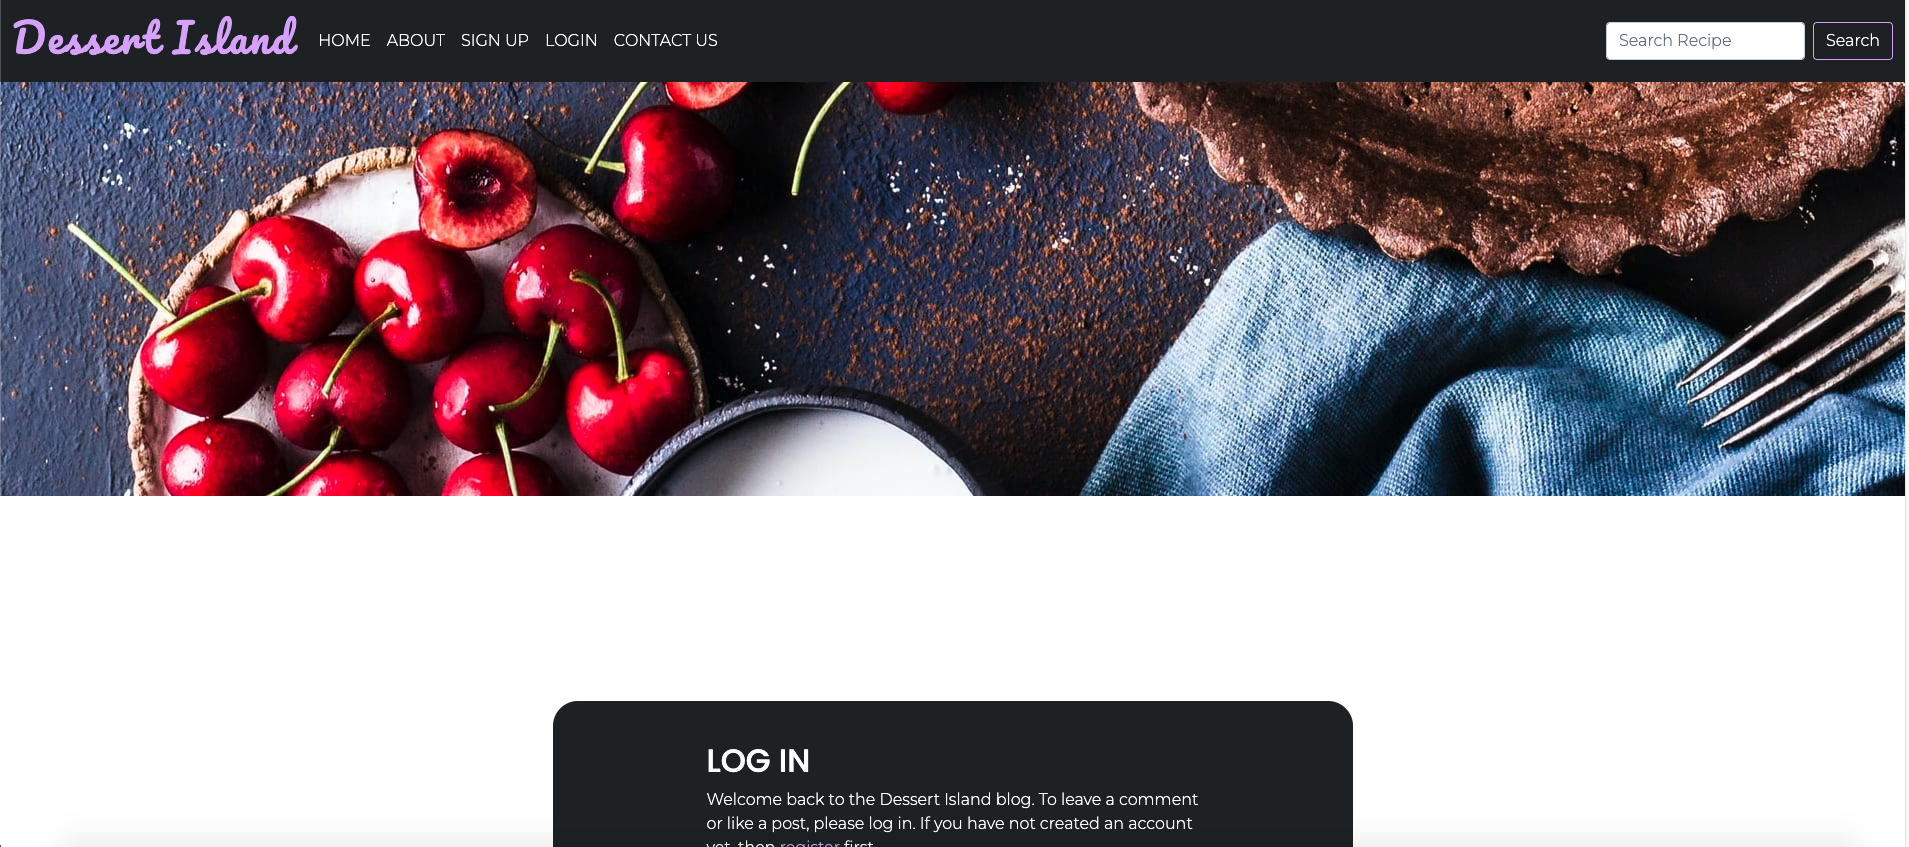 Dessert Island
HOME ABOUT SIGN UP LOGIN CONTACT US
Search Recipe Search
LOG IN
Welcome back to the Dessert Island blog. To leave a comment
or like a post, please log in. If you have not created an account
yet, then register first.